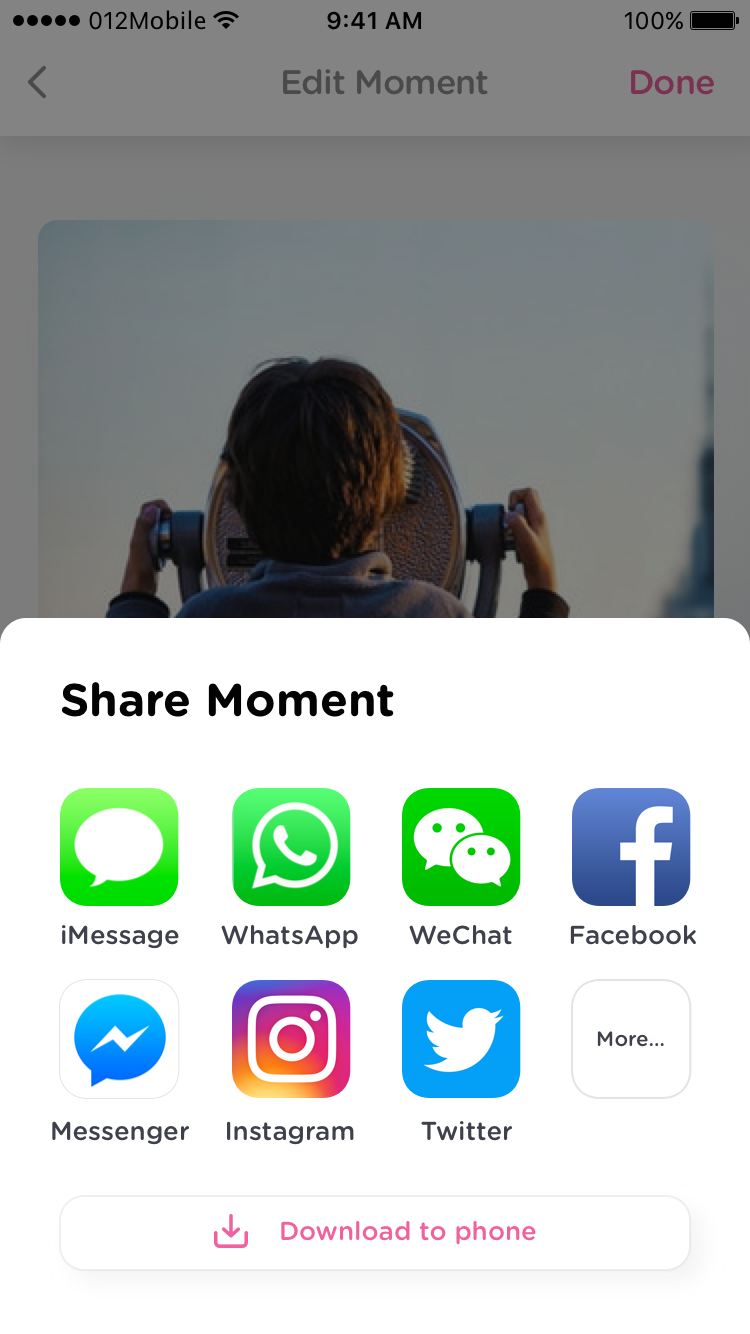 012Mobile 9:41 AM 100%
Edit Moment Done
Share Moment
iMessage WhatsApp WeChat Facebook
More...
Messenger Instagram Twitter
Download to phone